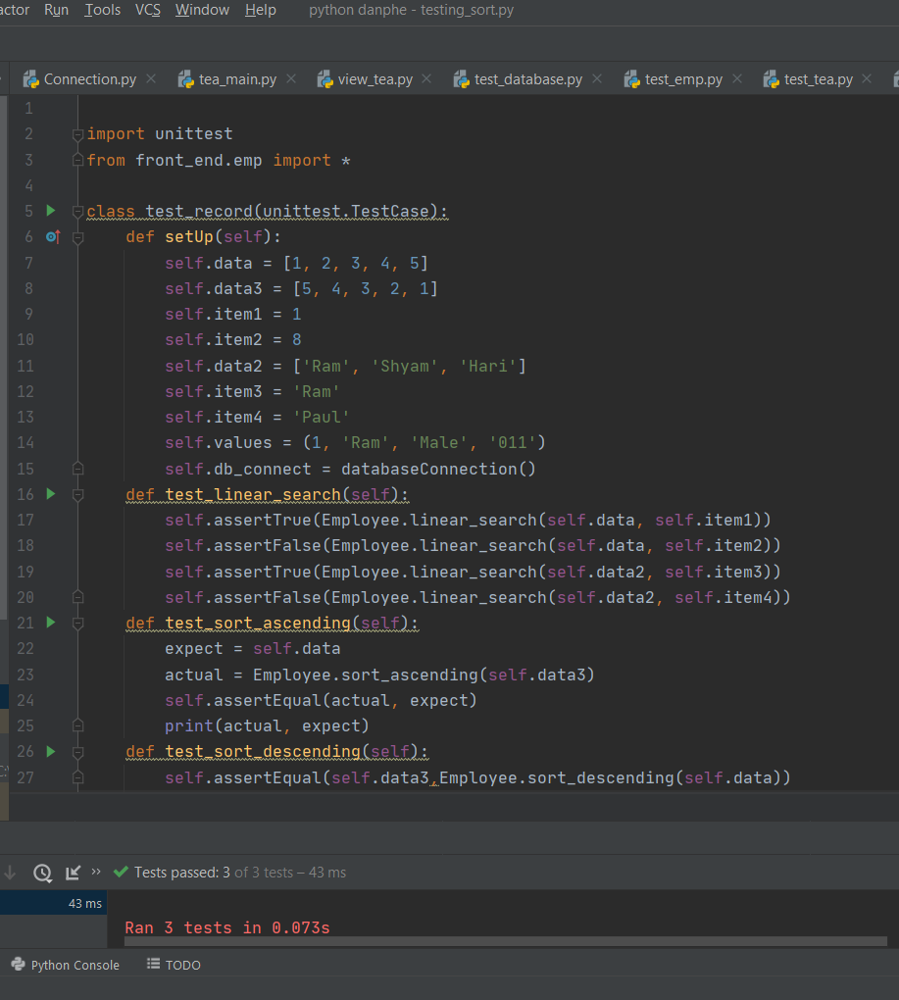 actor Run Tools VCS Window Help python danphe - testing_sort.py
Connection.py tea_main.py view_tea.py test_database.py test_emp.py test_tea.py
1
2 import unittest
3 from front_end.emp import *
4
5 class test_record(unittest.TestCase):
6 def setUp(self):
7 self.data = [1, 2, 3, 4, 5]
8 self.data3 = [5, 4, 3, 2, 1]
9 self.item1 = 1
10 self.item2 = 8
11 self.data2 = ['Ram', 'Shyam', 'Hari']
12 self.item3 = 'Ram'
13 self.item4 = 'Paul'
14 self.values = (1, 'Ram', 'Male', '011')
15 self.db_connect = databaseConnection()
16 def test_linear_search(self):
17 self.assertTrue(Employee.linear_search(self.data, self.item1))
18 self.assertFalse(Employee.linear_search(self.data, self.item2))
19 self.assertTrue(Employee.linear_search(self.data2, self.item3))
20 self.assertFalse(Employee.linear_search(self.data2, self.item4))
21 def test_sort_ascending(self):
22 expect = self.data
23 actual = Employee.sort_ascending(self.data3)
24 self.assertEqual(actual, expect)
25 print(actual, expect)
26 def test_sort_descending(self):
27 self.assertEqual(self.data3,Employee.sort_descending(self.data))
Tests passed: 3 of 3 tests – 43 ms
43 ms
Ran 3 tests in 0.073s
Python Console TODO